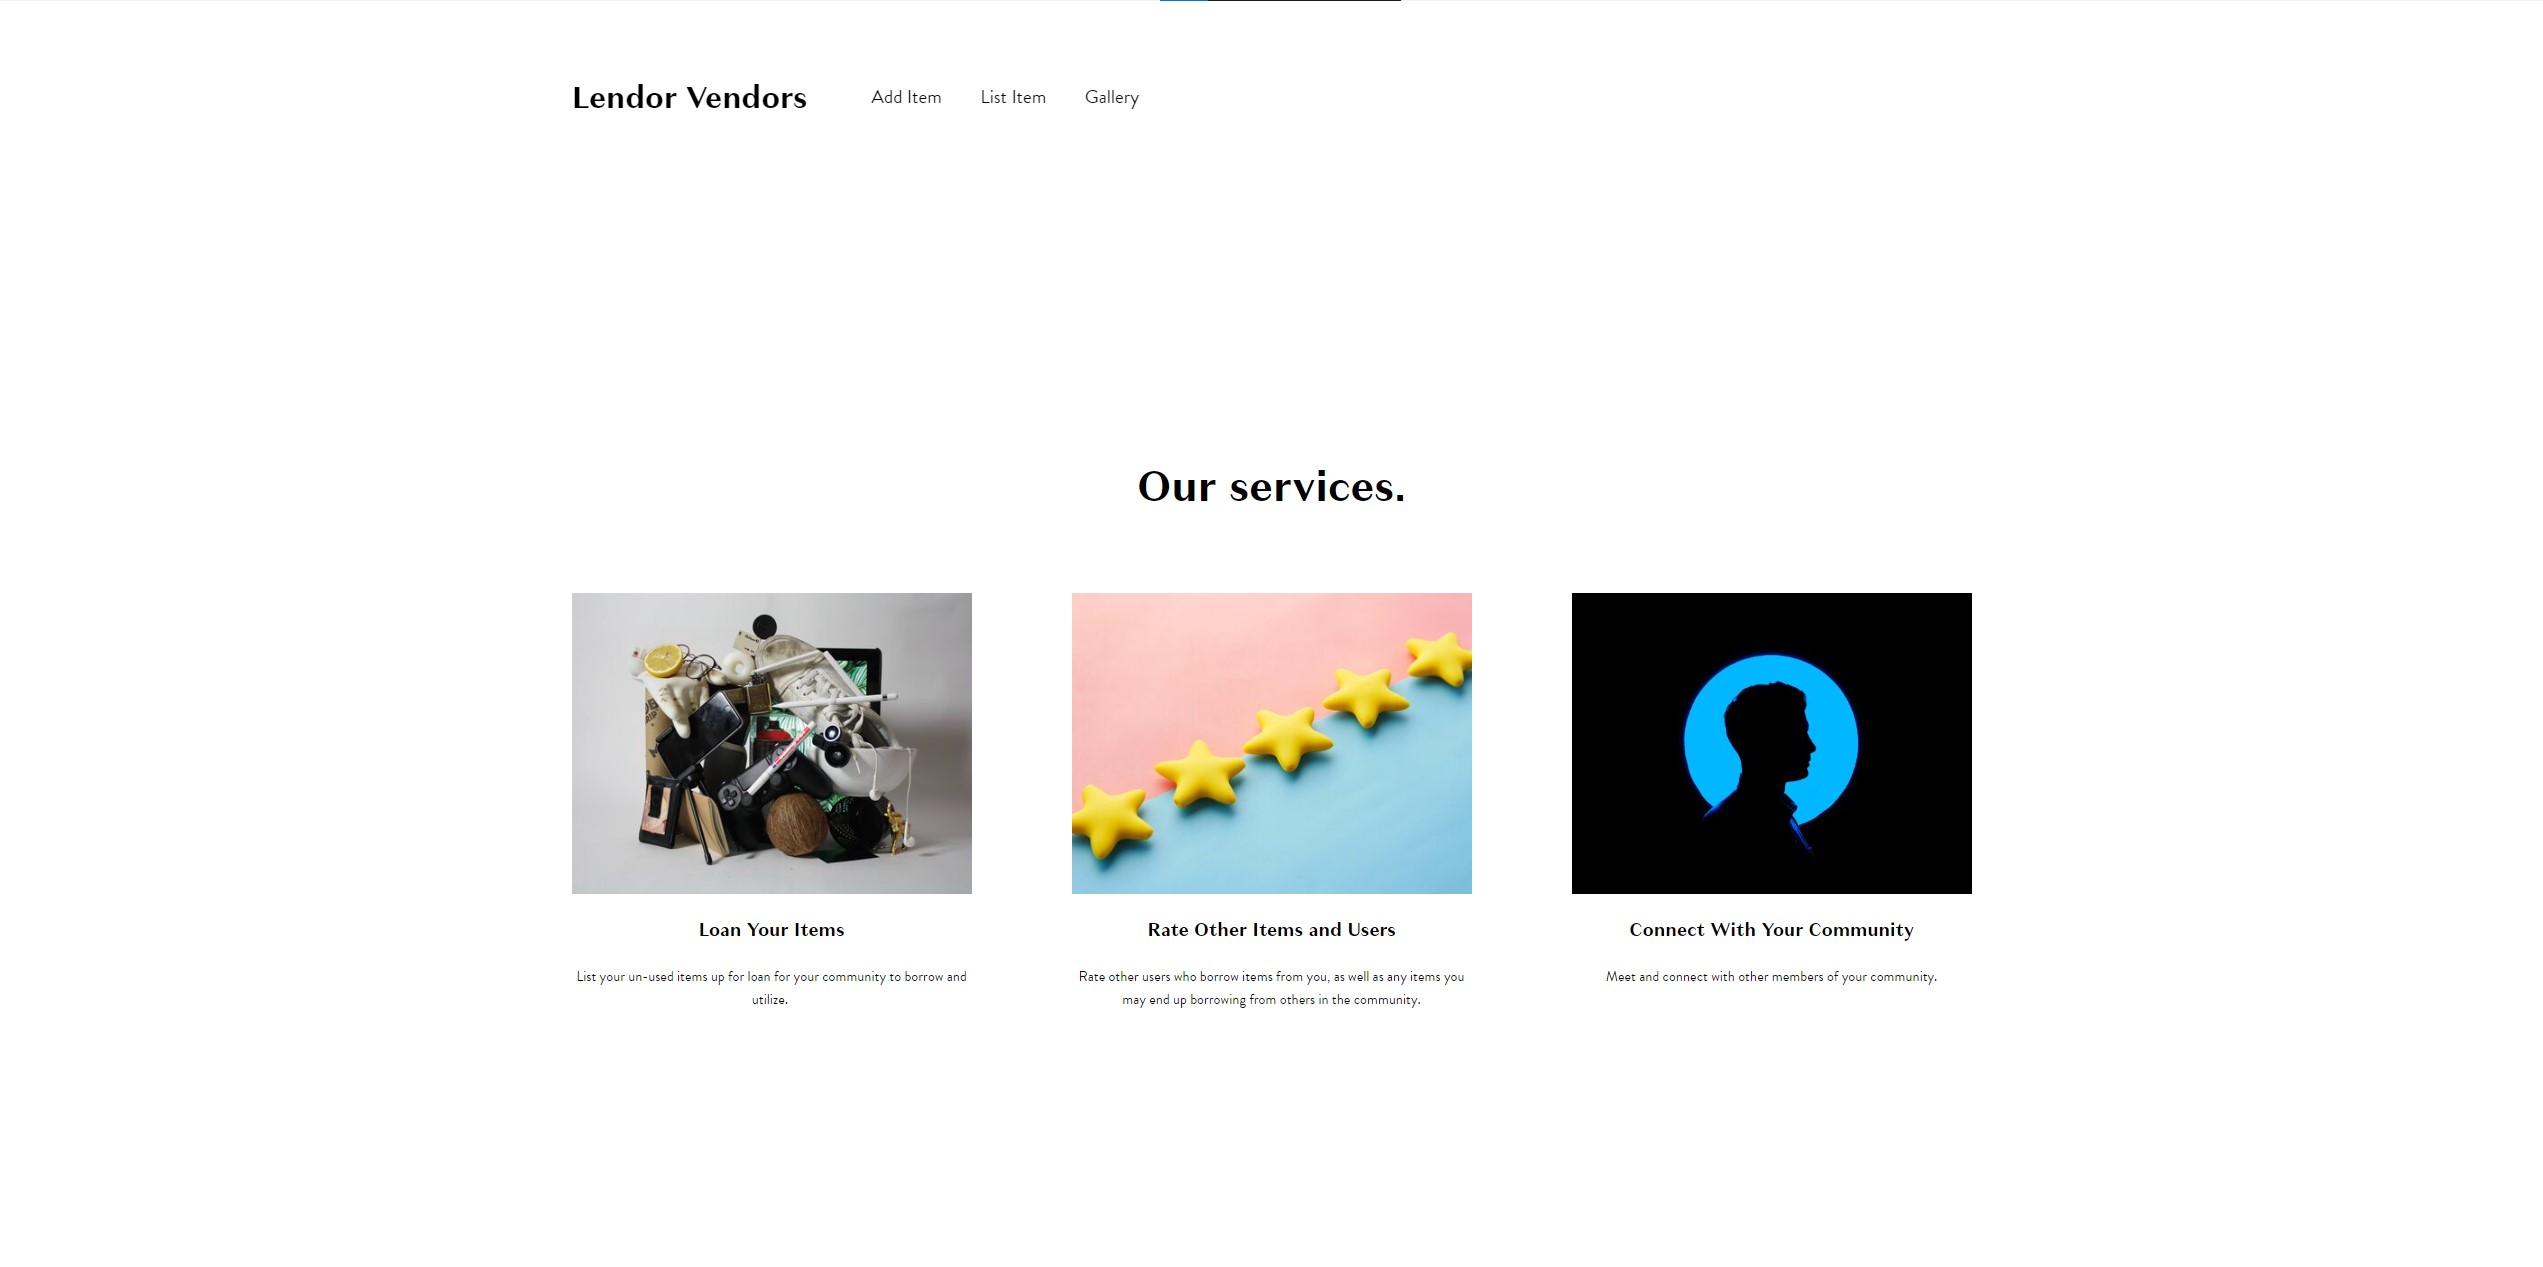 Lendor Vendors
Add Item
List Item
Gallery
Our services.
Loan Your Items
List your un-used items up for loan for your community to borrow and
utilize.
Rate Other Items and Users
Rate other users who borrow items from you, as well as any items you
may end up borrowing from others in the community.
Connect With Your Community
Meet and connect with other members of your community.